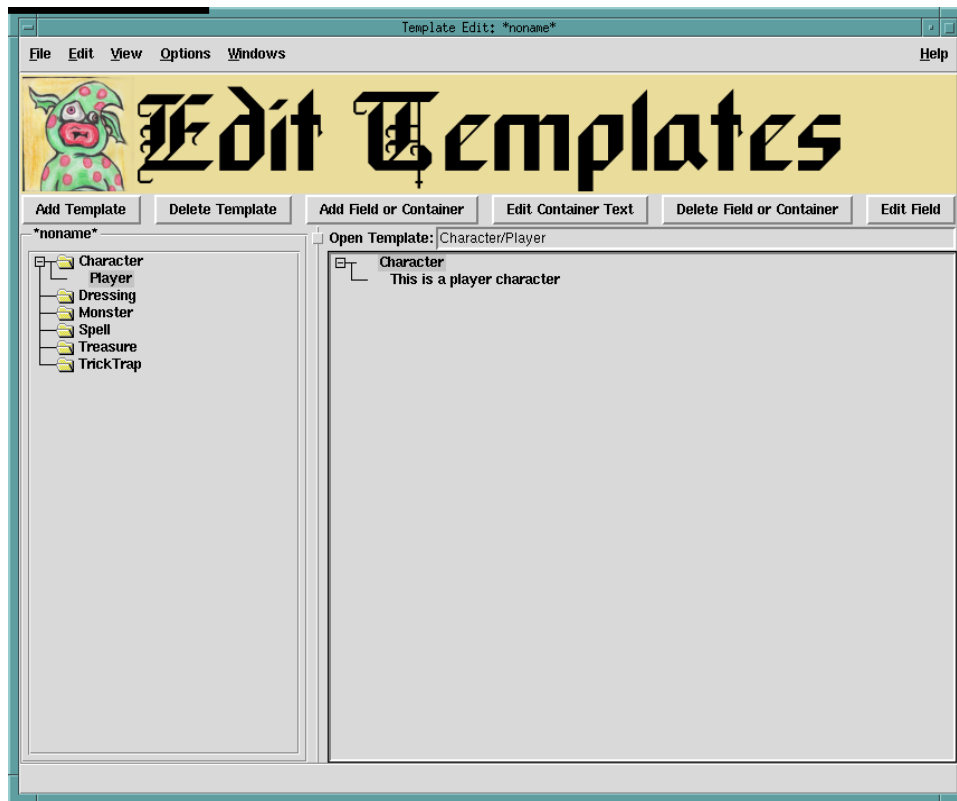 Template Edit: *noname*
File Edit View Options Windows Help
Edit Templates
Add Template Delete Template Add Field or Container Edit Container Text Delete Field or Container Edit Field
*noname*
Open Template: Character/Player
Character
Player
Dressing
Monster
Spell
Treasure
TrickTrap
Character
This is a player character